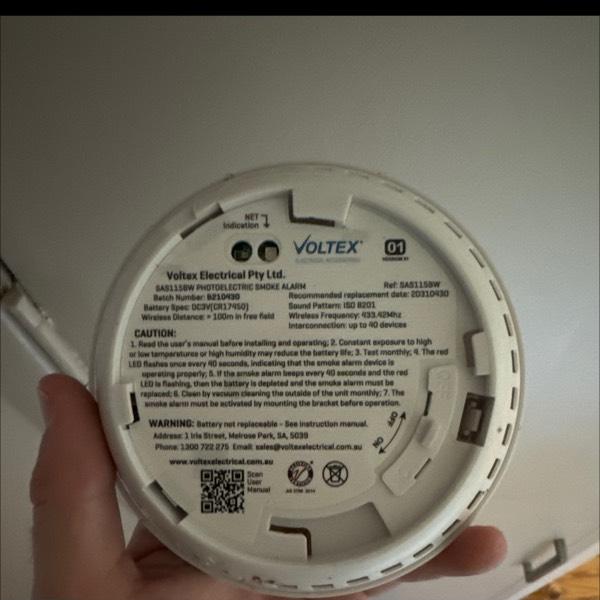 NET
Indication
VOLTEX
ELECTRICAL ACCESSORIES
01
Voltex Electrical Pty Ltd.
SAS115BW PHOTOELECTRIC SMOKE ALARM
Ref: SAS115BW
Batch Number: B210430
Recommended replacement date: 20310430
Battery Spec: DC3V(CR17450)
Sound Pattern: ISO 8201
Wireless Distance: > 100m in free field
Wireless Frequency: 433.42Mhz
Interconnection: up to 40 devices
CAUTION:
1. Read the user's manual before installing and operating; 2. Constant exposure to high
or low temperatures or high humidity may reduce the battery life; 3. Test monthly; 4. The red
LED flashes once every 40 seconds, indicating that the smoke alarm device is
operating properly; 5. If the smoke alarm beeps every 40 seconds and the red
LED is flashing, then the battery is depleted and the smoke alarm must be
replaced; 6. Clean by vacuum cleaning the outside of the unit monthly; 7. The
smoke alarm must be activated by mounting the bracket before operation.
WARNING: Battery not replaceable - See instruction manual.
Address: 1 Iris Street, Melrose Park, SA, 5039
Phone: 1300 722 275 Email: sales@voltexelectrical.com.au
www.voltexelectrical.com.au
Scan
User
Manual
AS 3786 2014
OFF
ON